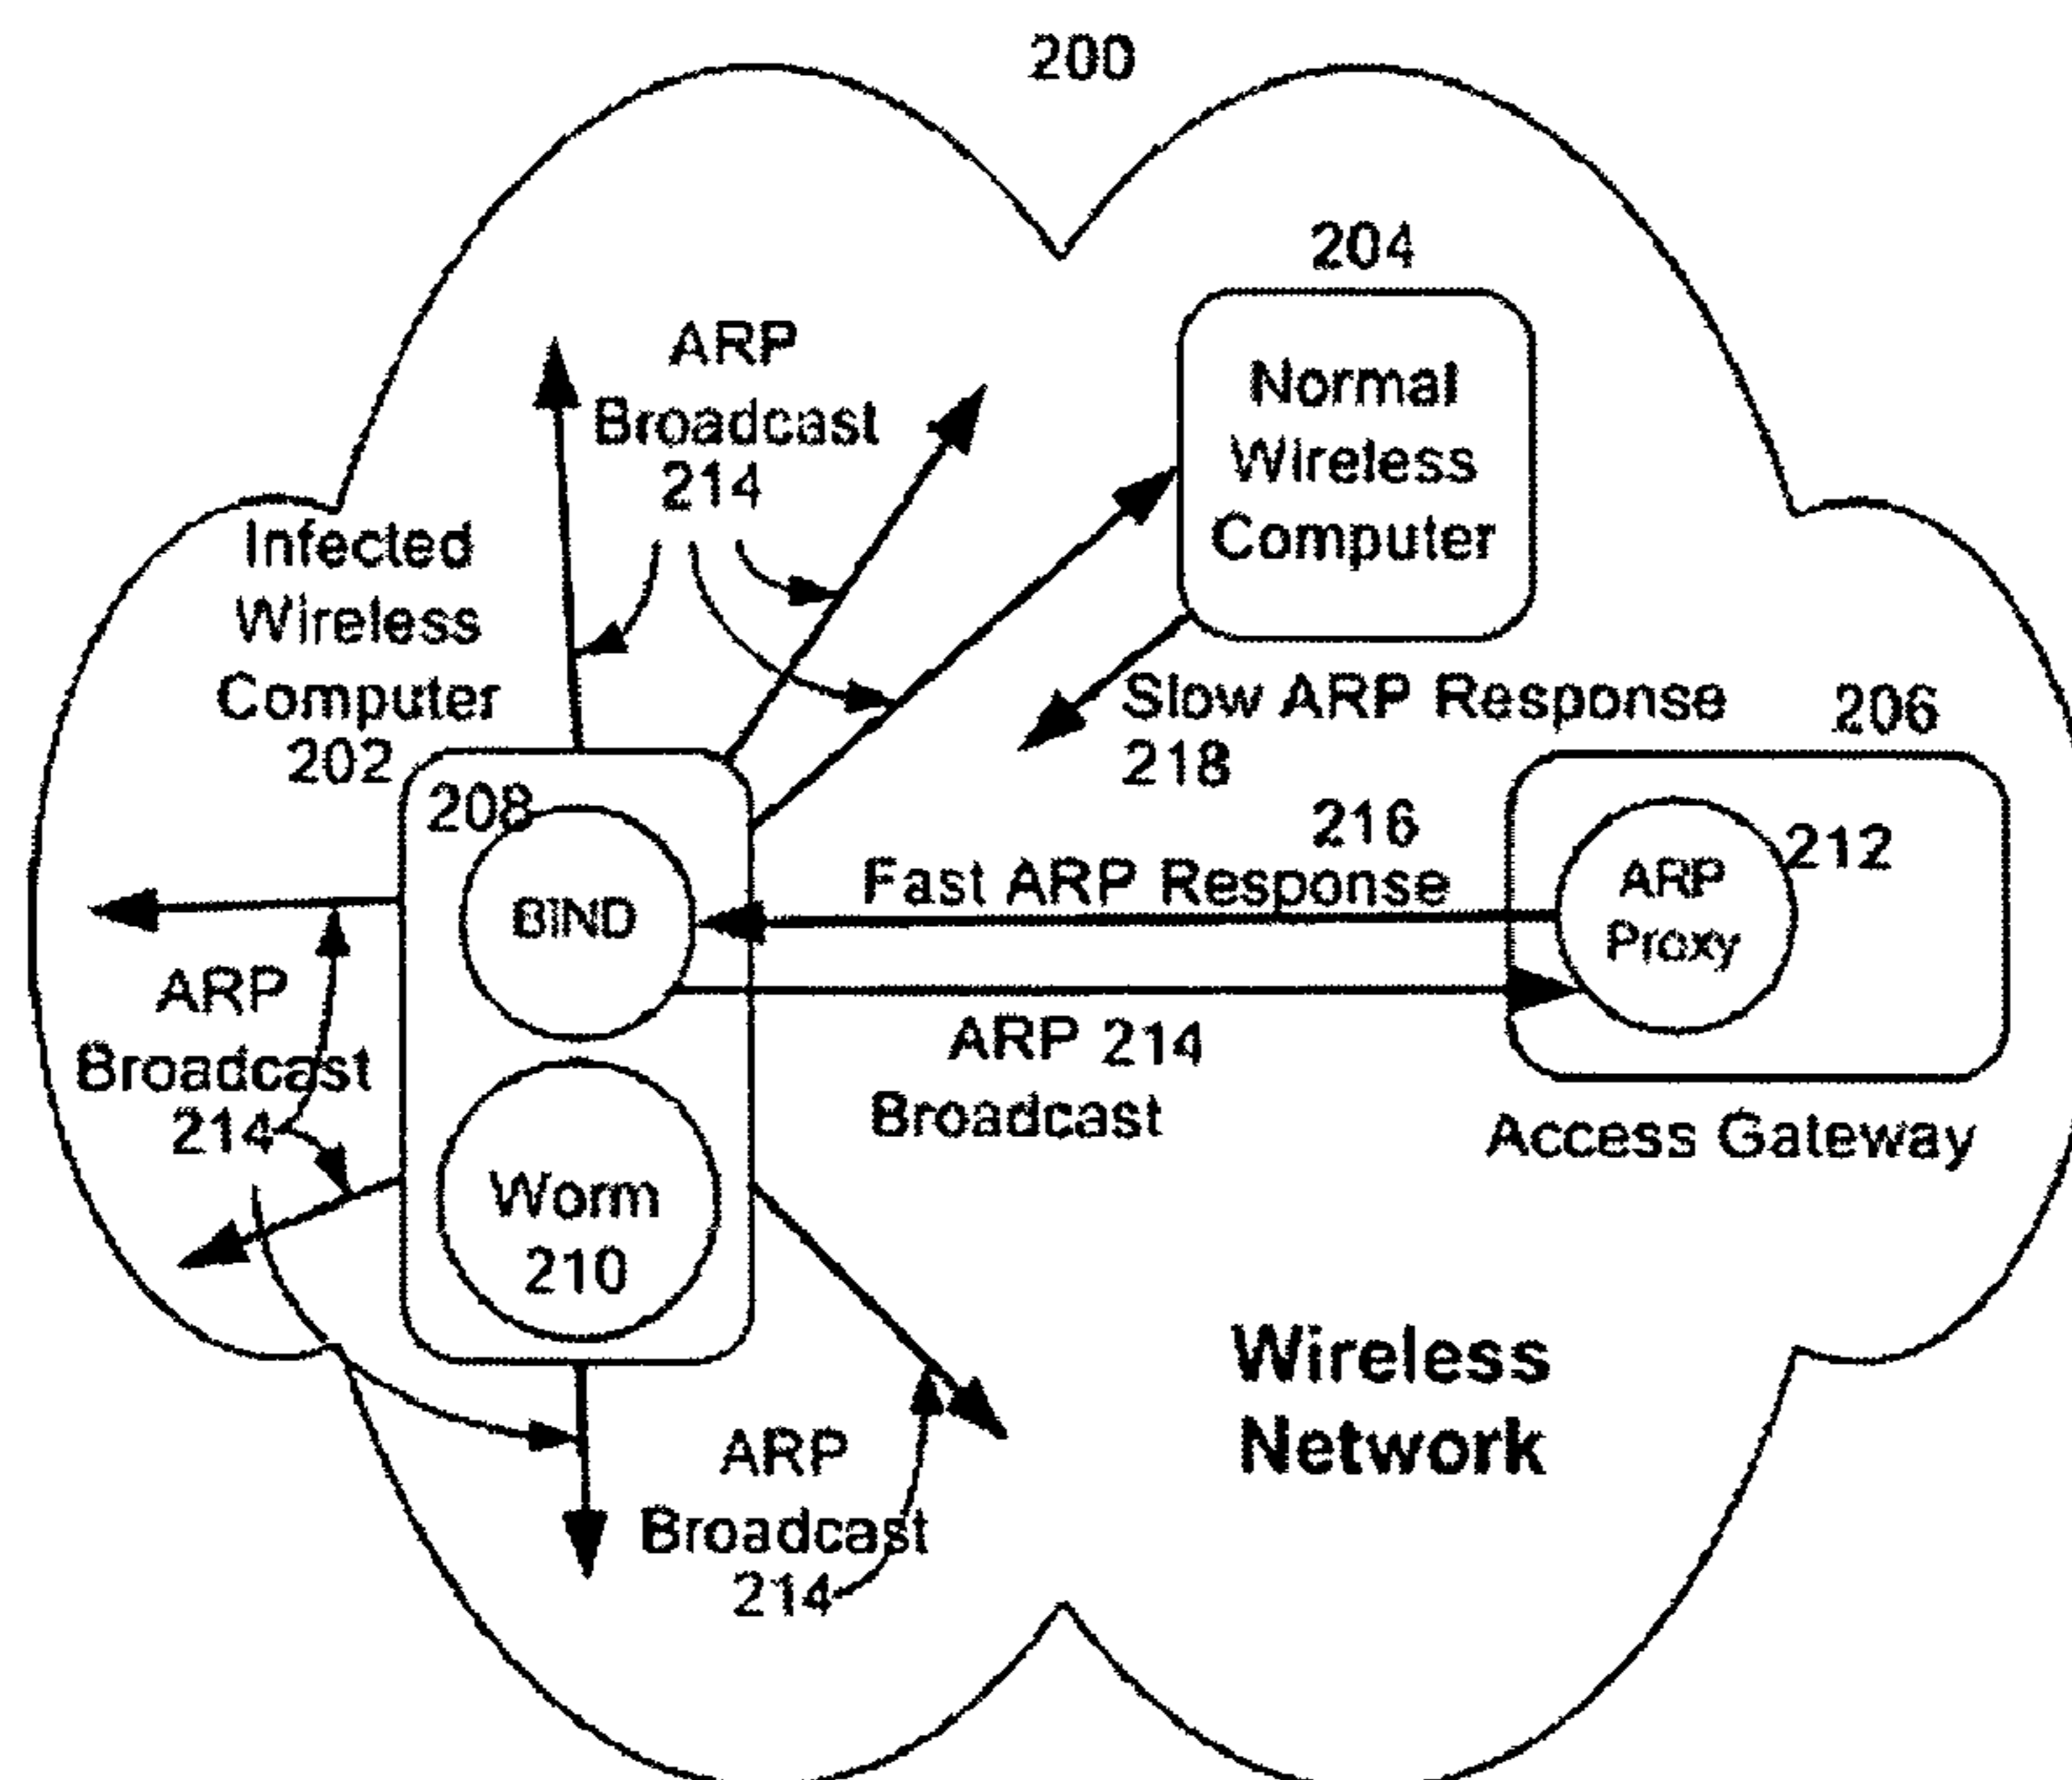 200
204
Normal
Wireless
Computer
ARP
Broadcast
214
Infected
Wireless
Computer
202
Slow ARP Response
218
206
208
BIND
216
Fast ARP Response
ARP
Proxy
212
ARP
Broadcast
214
ARP 214
Broadcast
Access Gateway
Worm
210
Wireless
Network
ARP
Broadcast
214